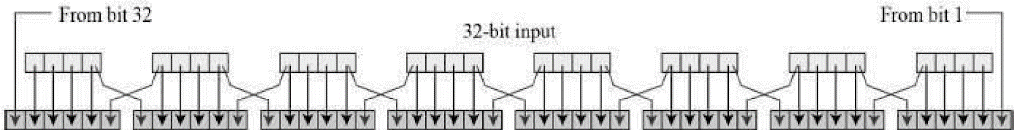 From bit 32
From bit 1
32-bit input